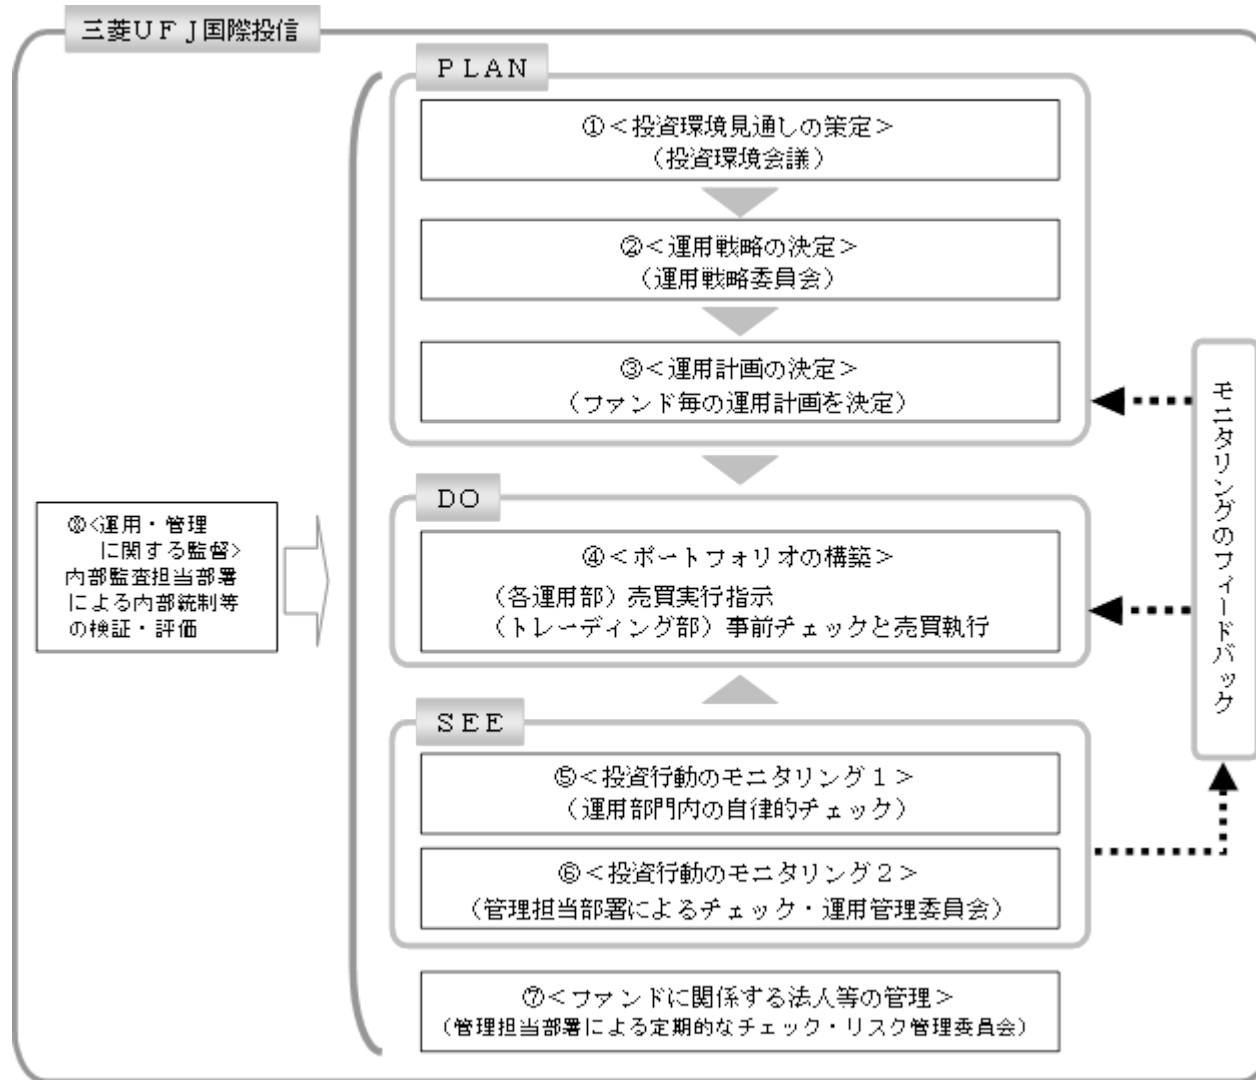 三菱ＵＦＪ国際投信
ＰＬＡＮ
①＜投資環境見通しの策定＞
（投資環境会議）
②＜運用戦略の決定＞
（運用戦略委員会）
③＜運用計画の決定＞
（ファンド毎の運用計画を決定）
ＤＯ
④＜ポートフォリオの構築＞
（各運用部）売買実行指示
（トレーディング部）事前チェックと売買執行
ＳＥＥ
⑤＜投資行動のモニタリング１＞
（運用部門内の自律的チェック）
⑥＜投資行動のモニタリング２＞
（管理担当部署によるチェック・運用管理委員会）
⑦＜ファンドに関係する法人等の管理＞
（管理担当部署による定期的なチェック・リスク管理委員会）
⑧＜運用・管理
に関する監督＞
内部監査担当部署
による内部統制等
の検証・評価
モニタリングのフィードバック